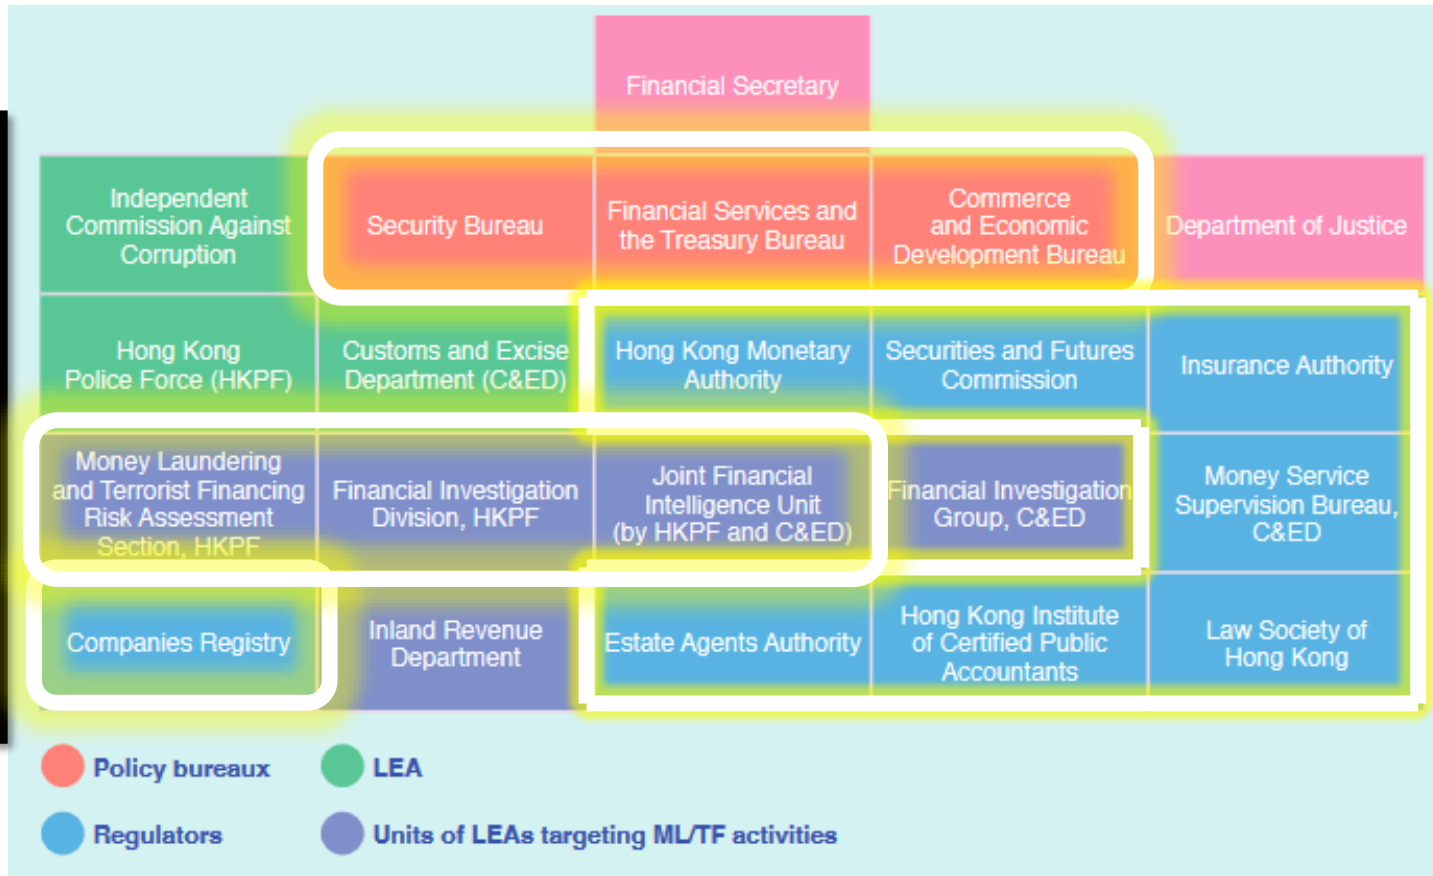 Financial Secretary
Independent
Commission Against
Corruption
Security Bureau
Financial Services and
the Treasury Bureau
Commerce
and Economic
Development Bureau
Department of Justice
Hong Kong
Police Force (HKPF)
Customs and Excise
Department (C&ED)
Hong Kong Monetary
Authority
Securities and Futures
Commission
Insurance Authority
Money Laundering
and Terrorist Financing
Risk Assessment
Section, HKPF
Financial Investigation
Division, HKPF
Joint Financial
Intelligence Unit
(by HKPF and C&ED)
Financial Investigation
Group, C&ED
Money Service
Supervision Bureau,
C&ED
Companies Registry
Inland Revenue
Department
Estate Agents Authority
Hong Kong Institute
of Certified Public
Accountants
Law Society of
Hong Kong
Policy bureaux
LEA
Regulators
Units of LEAs targeting ML/TF activities